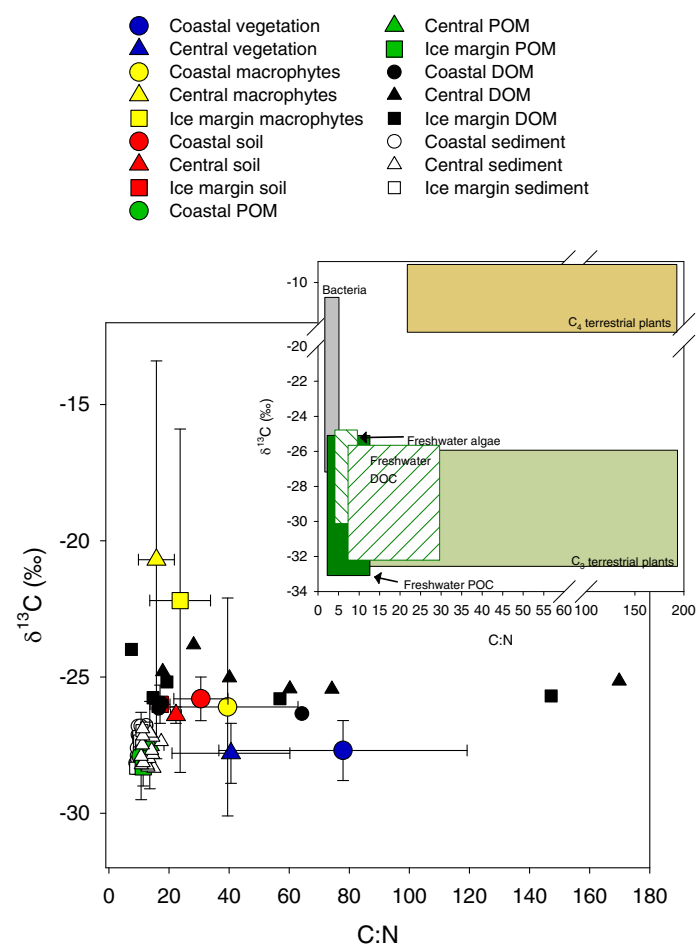 Coastal vegetation
Central vegetation
Coastal macrophytes
Central macrophytes
Ice margin macrophytes
Coastal soil
Central soil
Ice margin soil
Coastal POM
Central POM
Ice margin POM
Coastal DOM
Central DOM
Ice margin DOM
Coastal sediment
Central sediment
Ice margin sediment
-10
-20
-24
-26
-28
-30
-32
-34
δ13C (‰)
Bacteria
C4 terrestrial plants
Freshwater algae
Freshwater
DOC
C3 terrestrial plants
Freshwater POC
0 5 10 15 20 25 30 35 40 45 50 55 60 100 150 200
C:N
-15
-20
-25
-30
δ13C (‰)
0 20 40 60 80 100 120 140 160 180
C:N